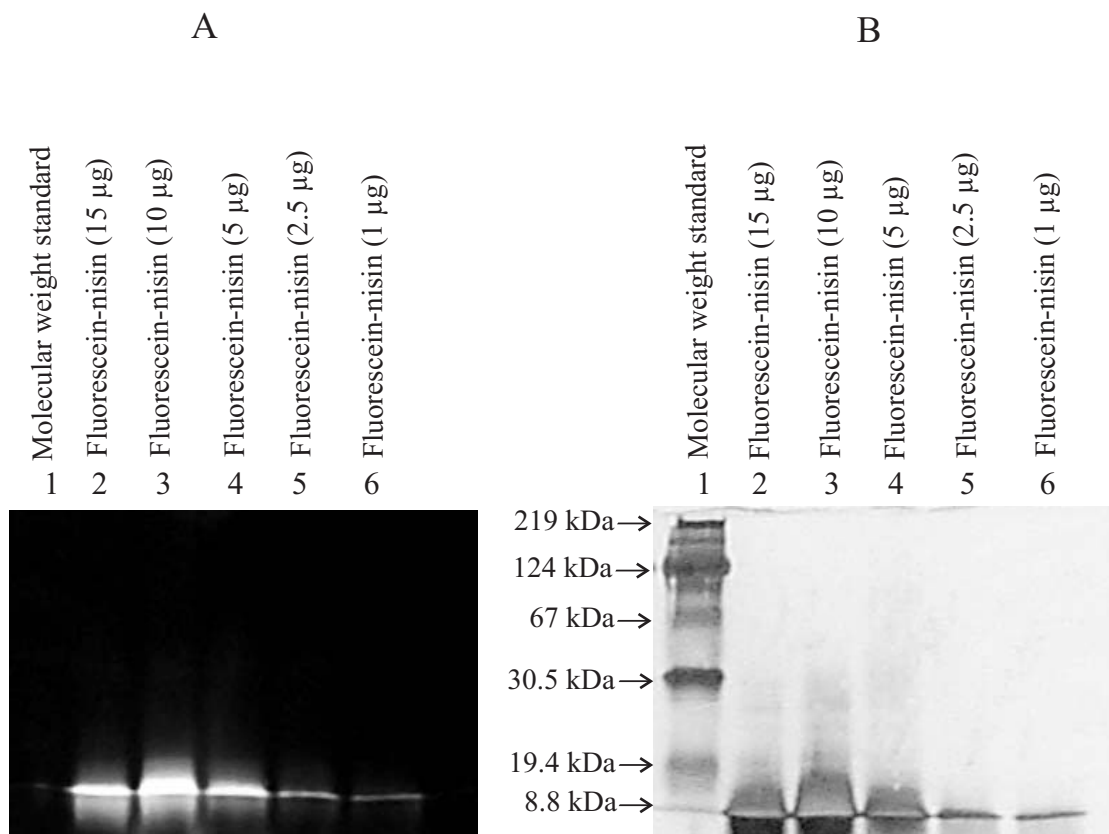 A
Molecular weight standard
Fluorescein-nisin (15 µg)
Fluorescein-nisin (10 µg)
Fluorescein-nisin (5 µg)
Fluorescein-nisin (2.5 µg)
Fluorescein-nisin (1 µg)
1 2 3 4 5 6
B
Molecular weight standard
Fluorescein-nisin (15 µg)
Fluorescein-nisin (10 µg)
Fluorescein-nisin (5 µg)
Fluorescein-nisin (2.5 µg)
Fluorescein-nisin (1 µg)
1 2 3 4 5 6
219 kDa
124 kDa
67 kDa
30.5 kDa
19.4 kDa
8.8 kDa